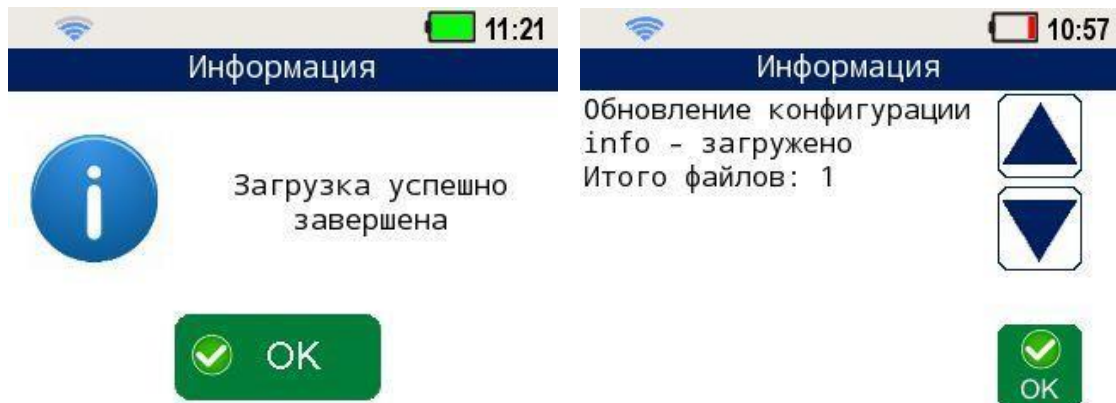 11:21
Информация
Загрузка успешно
завершена
OK
10:57
Информация
Обновление конфигурации
info – загружено
Итого файлов: 1
OK